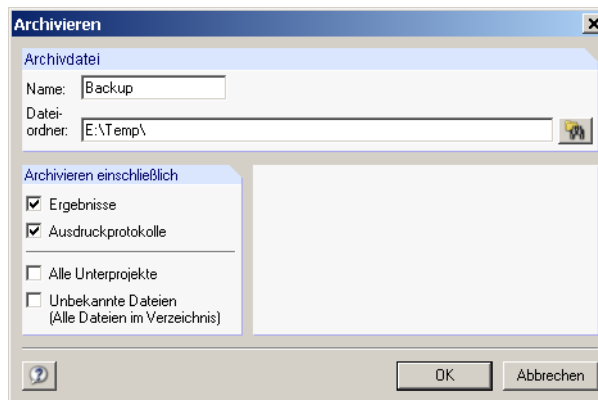 Archivieren
Archivdatei
Name: Backup
Datei-
ordner: E:\Temp\
Archivieren einschließlich
Ergebnisse
Ausdruckprotokolle
Alle Unterprojekte
Unbekannte Dateien
(Alle Dateien im Verzeichnis)
OK Abbrechen